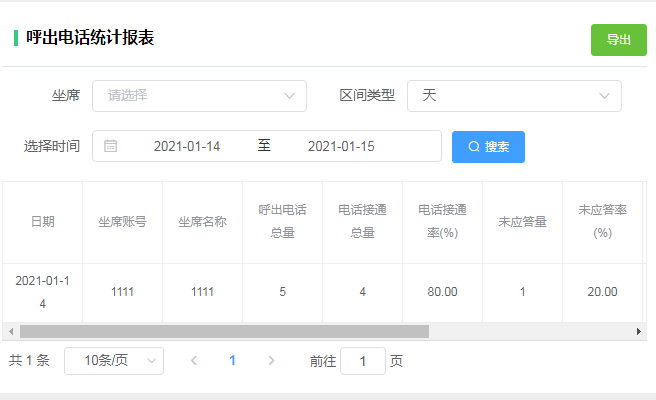 呼出电话统计报表
导出
坐席 请选择 区间类型 天
选择时间 2021-01-14 至 2021-01-15 搜索
日期 坐席账号 坐席名称 呼出电话总量 电话接通总量 电话接通率(%) 未应答量 未应答率(%)
2021-01-14 1111 1111 5 4 80.00 1 20.00
共 1 条 10条/页 1 前往 1 页